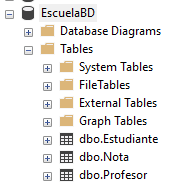 EscuelaBD
Database Diagrams
Tables
System Tables
FileTables
External Tables
Graph Tables
dbo.Estudiante
dbo.Nota
dbo.Profesor